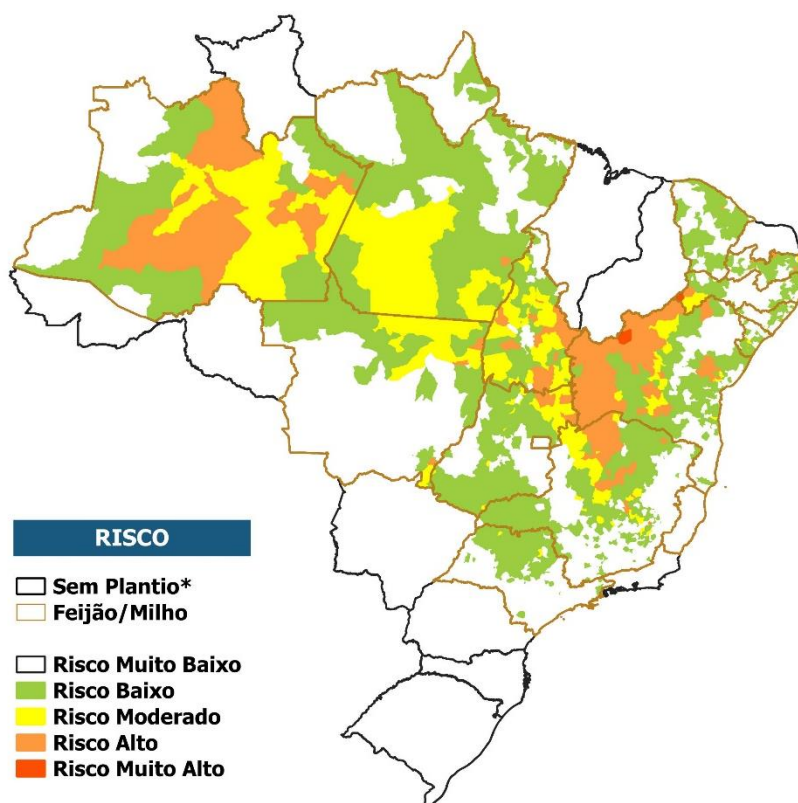 RISCO
Sem Plantio*
Feijão/Milho
Risco Muito Baixo
Risco Baixo
Risco Moderado
Risco Alto
Risco Muito Alto